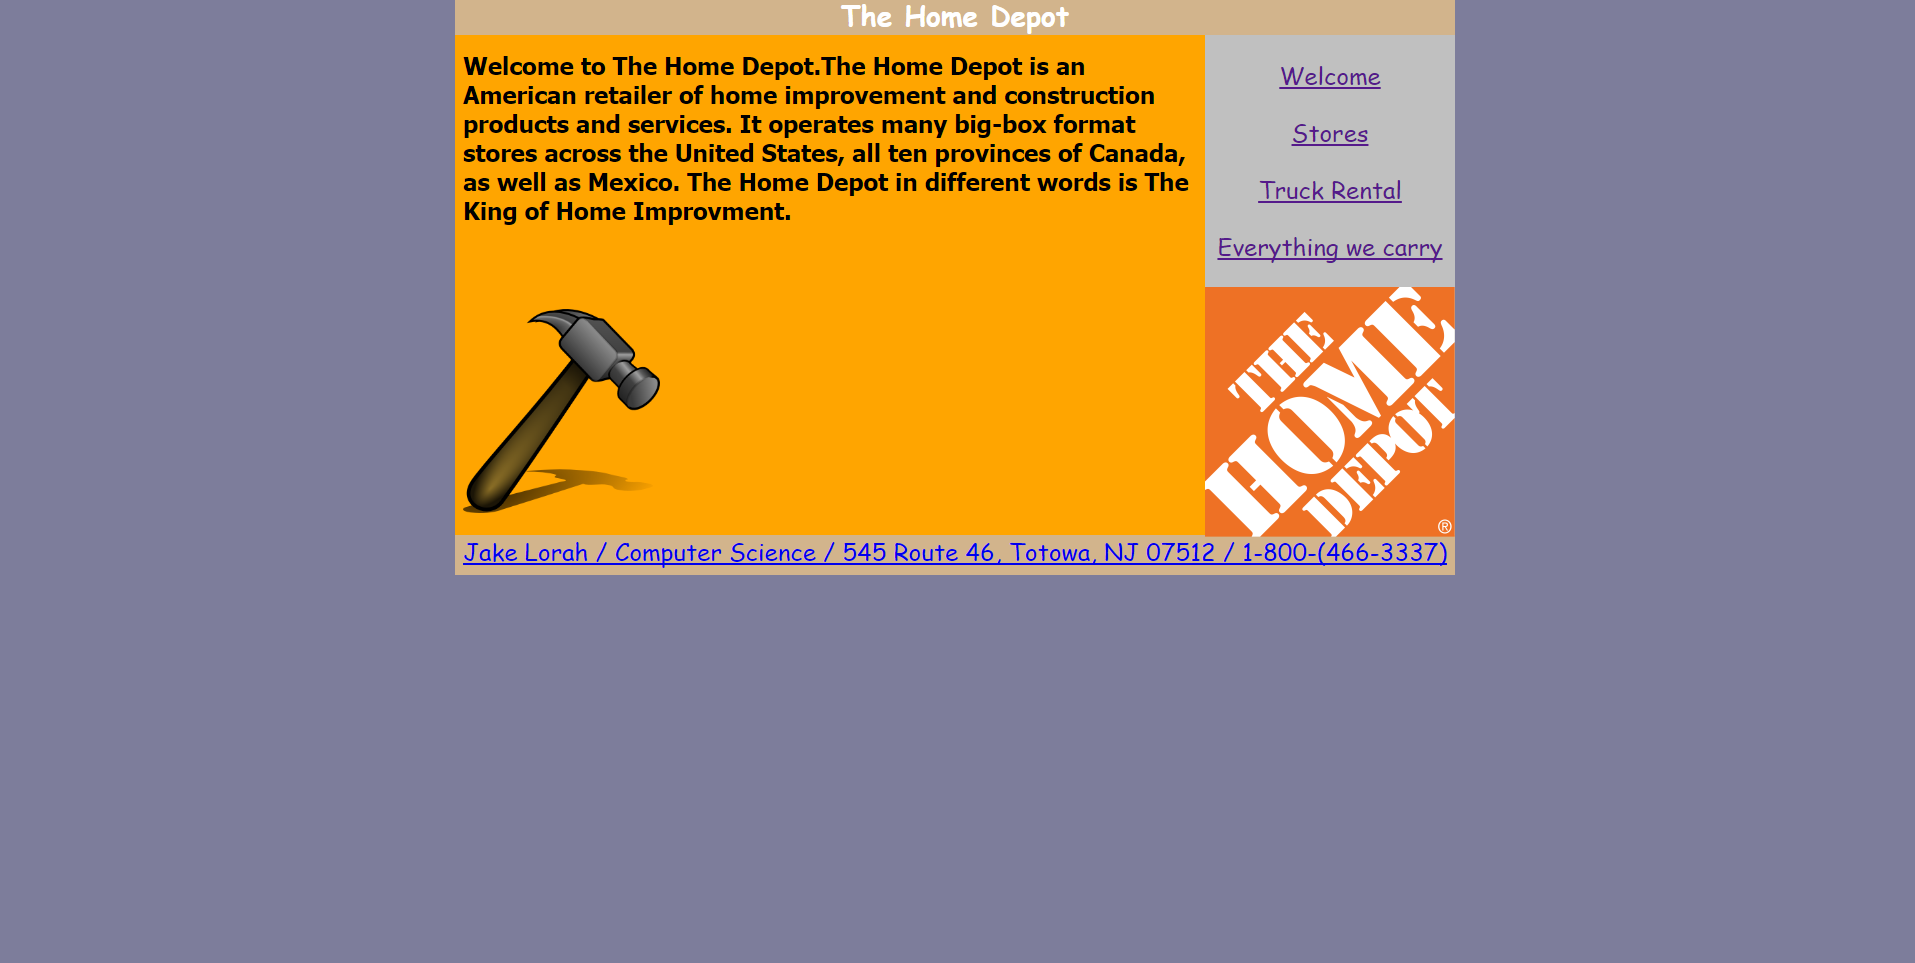 The Home Depot
Welcome to The Home Depot.The Home Depot is an
American retailer of home improvement and construction
products and services. It operates many big-box format
stores across the United States, all ten provinces of Canada,
as well as Mexico. The Home Depot in different words is The
King of Home Improvment.
Welcome
Stores
Truck Rental
Everything we carry
THE
HOME
DEPOT
®
Jake Lorah / Computer Science / 545 Route 46, Totowa, NJ 07512 / 1-800-(466-3337)